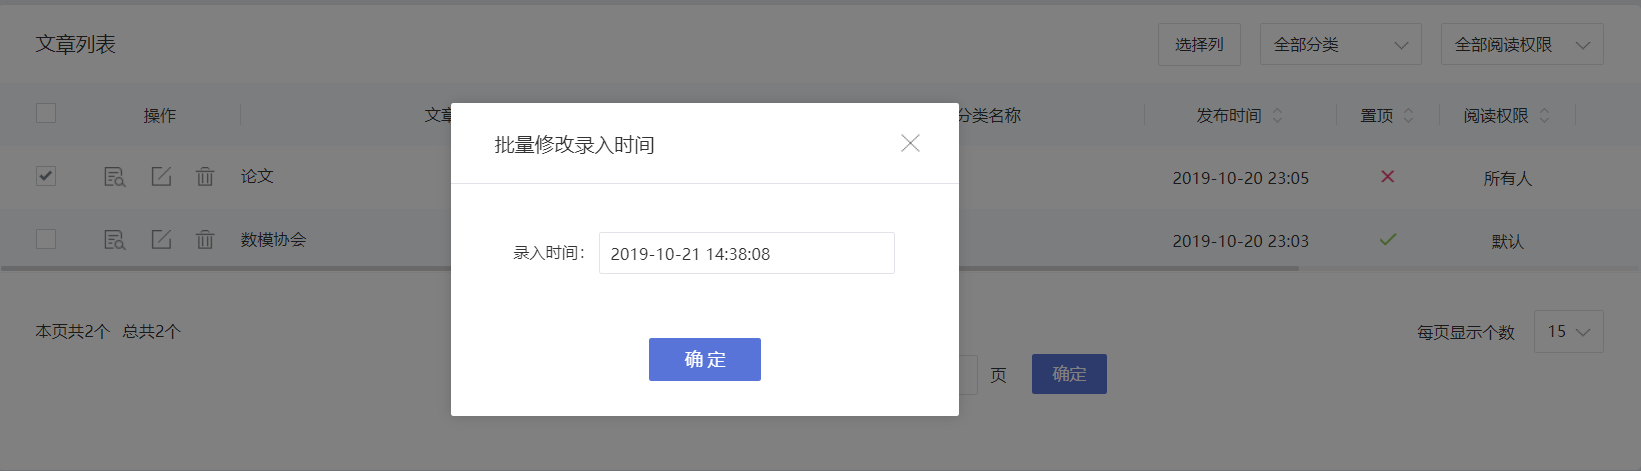 文章列表
选择列 全部分类 全部阅读权限
操作 文章 分类名称 发布时间 置顶 阅读权限
批量修改录入时间
论文 2019-10-20 23:05 所有人
数模协会 2019-10-20 23:03 默认
录入时间： 2019-10-21 14:38:08
本页共2个 总共2个 每页显示个数 15
确定
页 确定